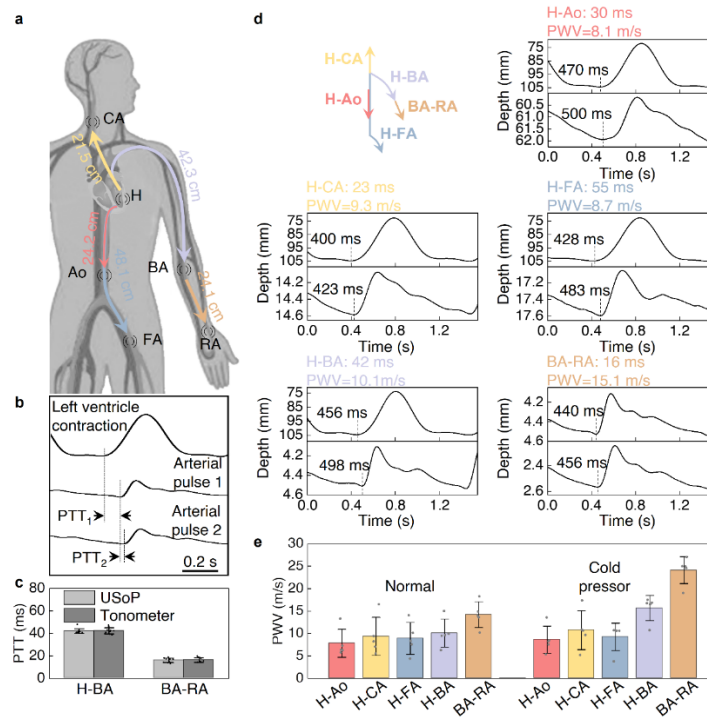 a
CA
21.5 cm
42.3 cm
H
24.2 cm
Ao
48.1 cm
BA
24.1 cm
FA
RA
b
Left ventricle
contraction
Arterial
pulse 1
PTT1
Arterial
pulse 2
PTT2
0.2 s
c
PTT
(ms)
80
60
40
20
0
USoP
Tonometer
H-BA
BA-RA
d
H-CA
H-BA
H-Ao
BA-RA
H-FA
H-Ao: 30 ms
PWV=8.1 m/s
Depth (mm)
75
90
105
470 ms
60.5
61.0
61.5
62.0
500 ms
0.0 0.4 0.8 1.2
Time (s)
H-CA: 23 ms
PWV=9.3 m/s
Depth (mm)
75
90
105
400 ms
14.2
14.4
14.6
423 ms
0.0 0.4 0.8 1.2
Time (s)
H-FA: 55 ms
PWV=8.7 m/s
Depth (mm)
75
90
105
428 ms
17.2
17.4
17.6
483 ms
0.0 0.4 0.8 1.2
Time (s)
H-BA: 42 ms
PWV=10.1m/s
Depth (mm)
75
90
105
456 ms
4.2
4.4
4.6
498 ms
0.0 0.4 0.8 1.2
Time (s)
BA-RA: 16 ms
PWV=15.1 m/s
Depth (mm)
4.2
4.4
4.6
440 ms
2.4
2.6
456 ms
0.0 0.4 0.8 1.2
Time (s)
e
PWV (m/s)
30
25
20
15
10
5
0
Normal
Cold
pressor
H-Ao
H-CA
H-FA
H-BA
BA-RA
H-Ao
H-CA
H-FA
H-BA
BA-RA